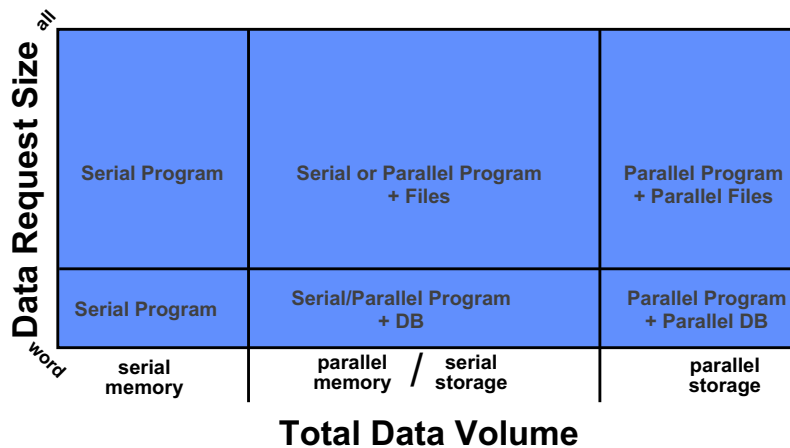 all
Data Request Size
word
Serial Program
Serial or Parallel Program
+ Files
Parallel Program
+ Parallel Files
Serial Program
Serial/Parallel Program
+ DB
Parallel Program
+ Parallel DB
serial
memory
parallel
memory
/
serial
storage
parallel
storage
Total Data Volume